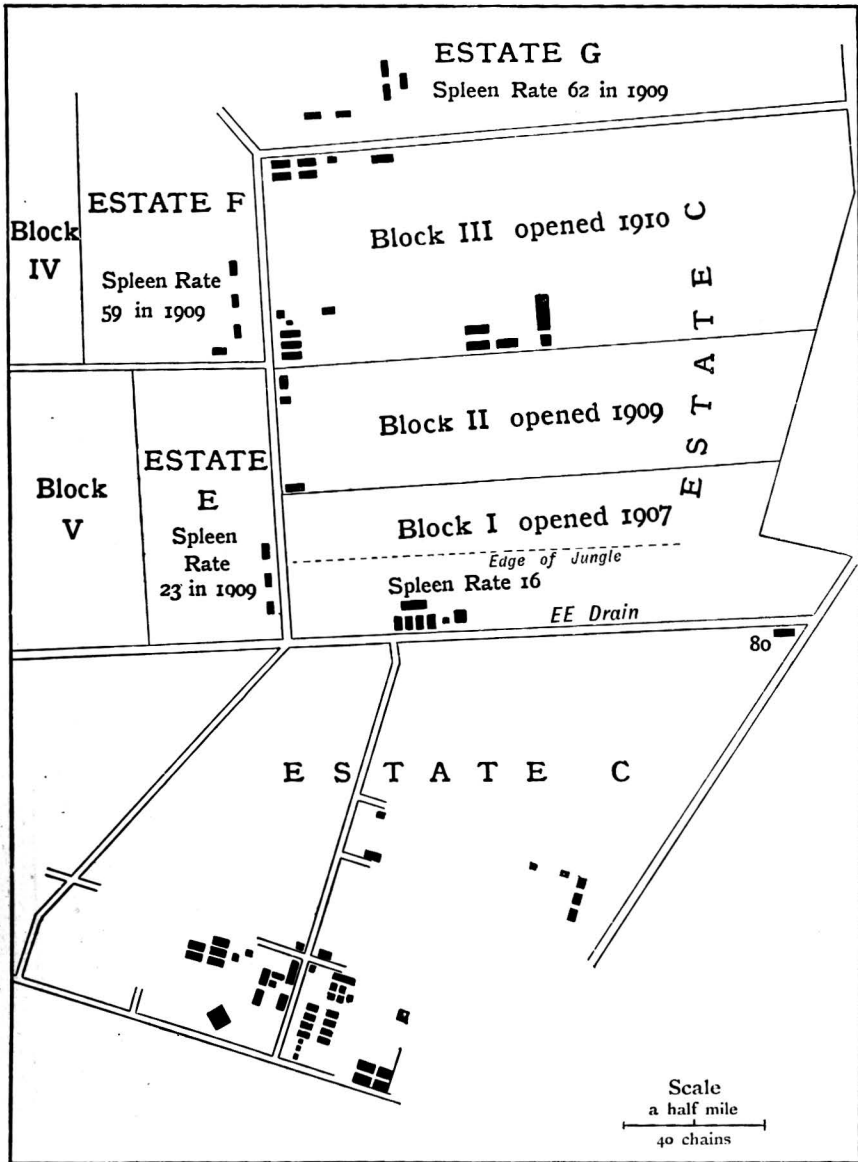 ESTATE G
Spleen Rate 62 in 1909
ESTATE F
Block
IV
Spleen Rate
59 in 1909
Block III opened 1910
ESTATE C
Block II opened 1909
ESTATE
E
Block
V
Spleen
Rate
23 in 1909
Block I opened 1907
Edge of Jungle
Spleen Rate 16
EE Drain
80
ESTATE C
Scale
a half mile
40 chains